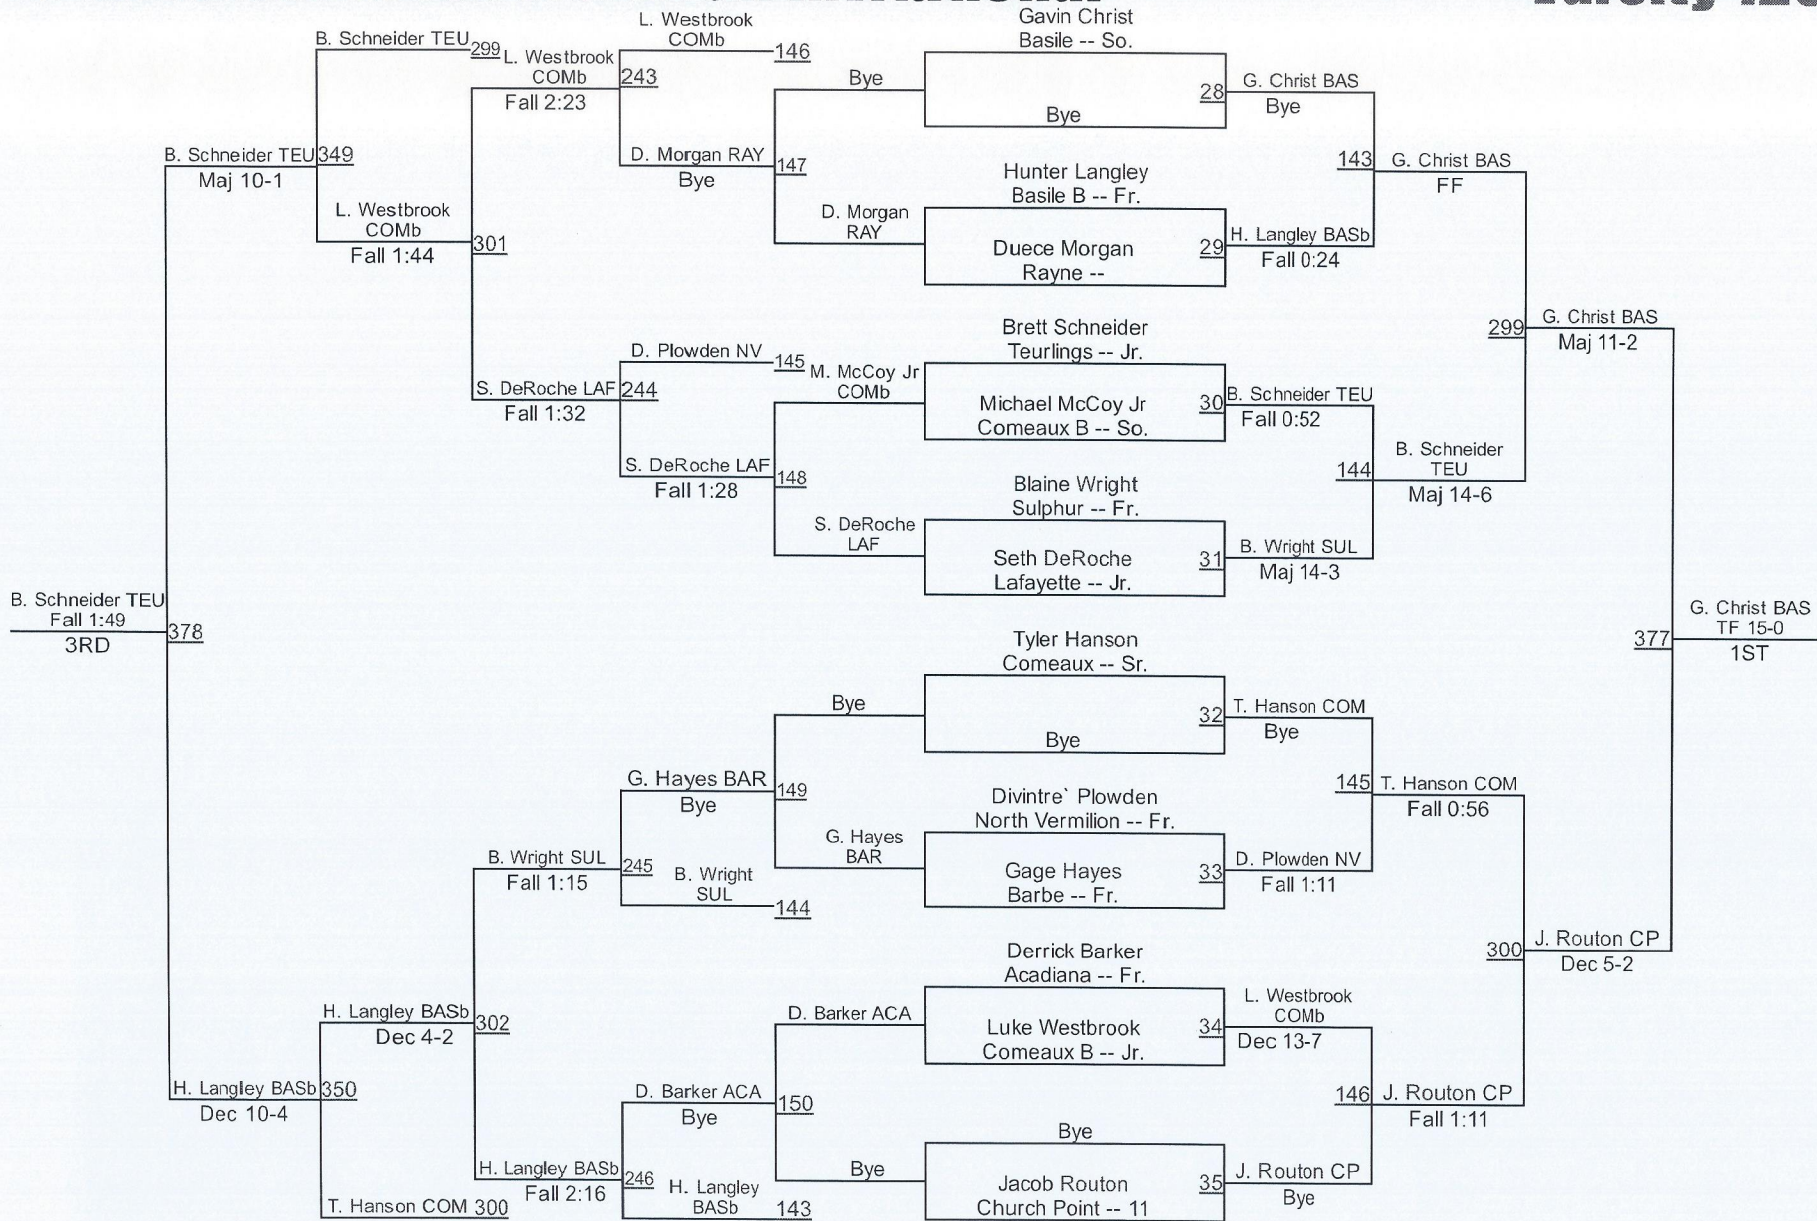 B. Schneider TEU
299
L. Westbrook
COMb
Fall 2:23
243
L. Westbrook
COMb
146
Bye
Gavin Christ
Basile -- So.
Bye
28
G. Christ BAS
Bye
B. Schneider TEU
349
Maj 10-1
D. Morgan RAY
Bye
147
143
G. Christ BAS
FF
Hunter Langley
Basile B -- Fr.
L. Westbrook
COMb
Fall 1:44
301
D. Morgan
RAY
Duece Morgan
Rayne --
29
H. Langley BASb
Fall 0:24
299
G. Christ BAS
Maj 11-2
Brett Schneider
Teurlings -- Jr.
D. Plowden NV
145
S. DeRoche LAF
244
Fall 1:32
M. McCoy Jr
COMb
Michael McCoy Jr
Comeaux B -- So.
30
B. Schneider TEU
Fall 0:52
S. DeRoche LAF
Fall 1:28
148
144
B. Schneider
TEU
Maj 14-6
Blaine Wright
Sulphur -- Fr.
S. DeRoche
LAF
Seth DeRoche
Lafayette -- Jr.
31
B. Wright SUL
Maj 14-3
B. Schneider TEU
Fall 1:49
3RD
378
377
G. Christ BAS
TF 15-0
1ST
Tyler Hanson
Comeaux -- Sr.
Bye
Bye
32
T. Hanson COM
Bye
G. Hayes BAR
Bye
149
145
T. Hanson COM
Fall 0:56
Divintre` Plowden
North Vermilion -- Fr.
G. Hayes
BAR
Gage Hayes
Barbe -- Fr.
33
D. Plowden NV
Fall 1:11
B. Wright SUL
Fall 1:15
245
B. Wright
SUL
144
300
J. Routon CP
Dec 5-2
Derrick Barker
Acadiana -- Fr.
D. Barker ACA
Luke Westbrook
Comeaux B -- Jr.
34
L. Westbrook
COMb
Dec 13-7
H. Langley BASb
Dec 4-2
302
H. Langley BASb
350
Dec 10-4
D. Barker ACA
Bye
150
146
J. Routon CP
Fall 1:11
Bye
Bye
Jacob Routon
Church Point -- 11
35
J. Routon CP
Bye
H. Langley BASb
Fall 2:16
246
H. Langley
BASb
143
T. Hanson COM
300